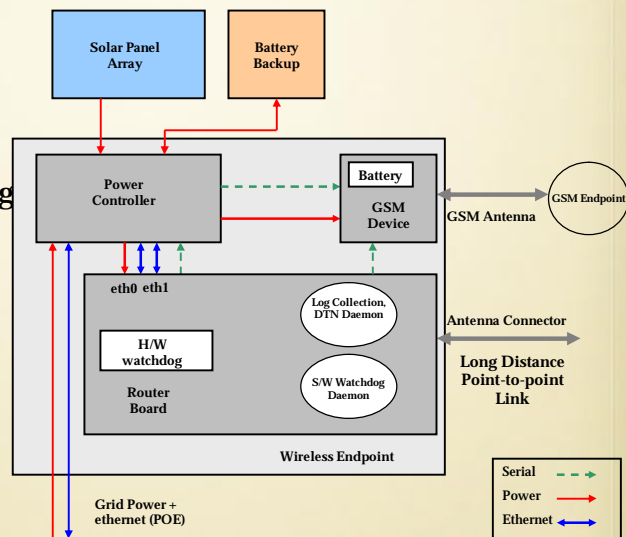 Solar Panel
Array
Battery
Backup
g
Power
Controller
Battery
GSM
Device
GSM Endpoint
GSM Antenna
eth0 eth1
Log Collection,
DTN Daemon
H/W
watchdog
Antenna Connector
S/W Watchdog
Daemon
Long Distance
Point-to-point
Link
Router
Board
Wireless Endpoint
Serial
Power
Ethernet
Grid Power +
ethernet (POE)